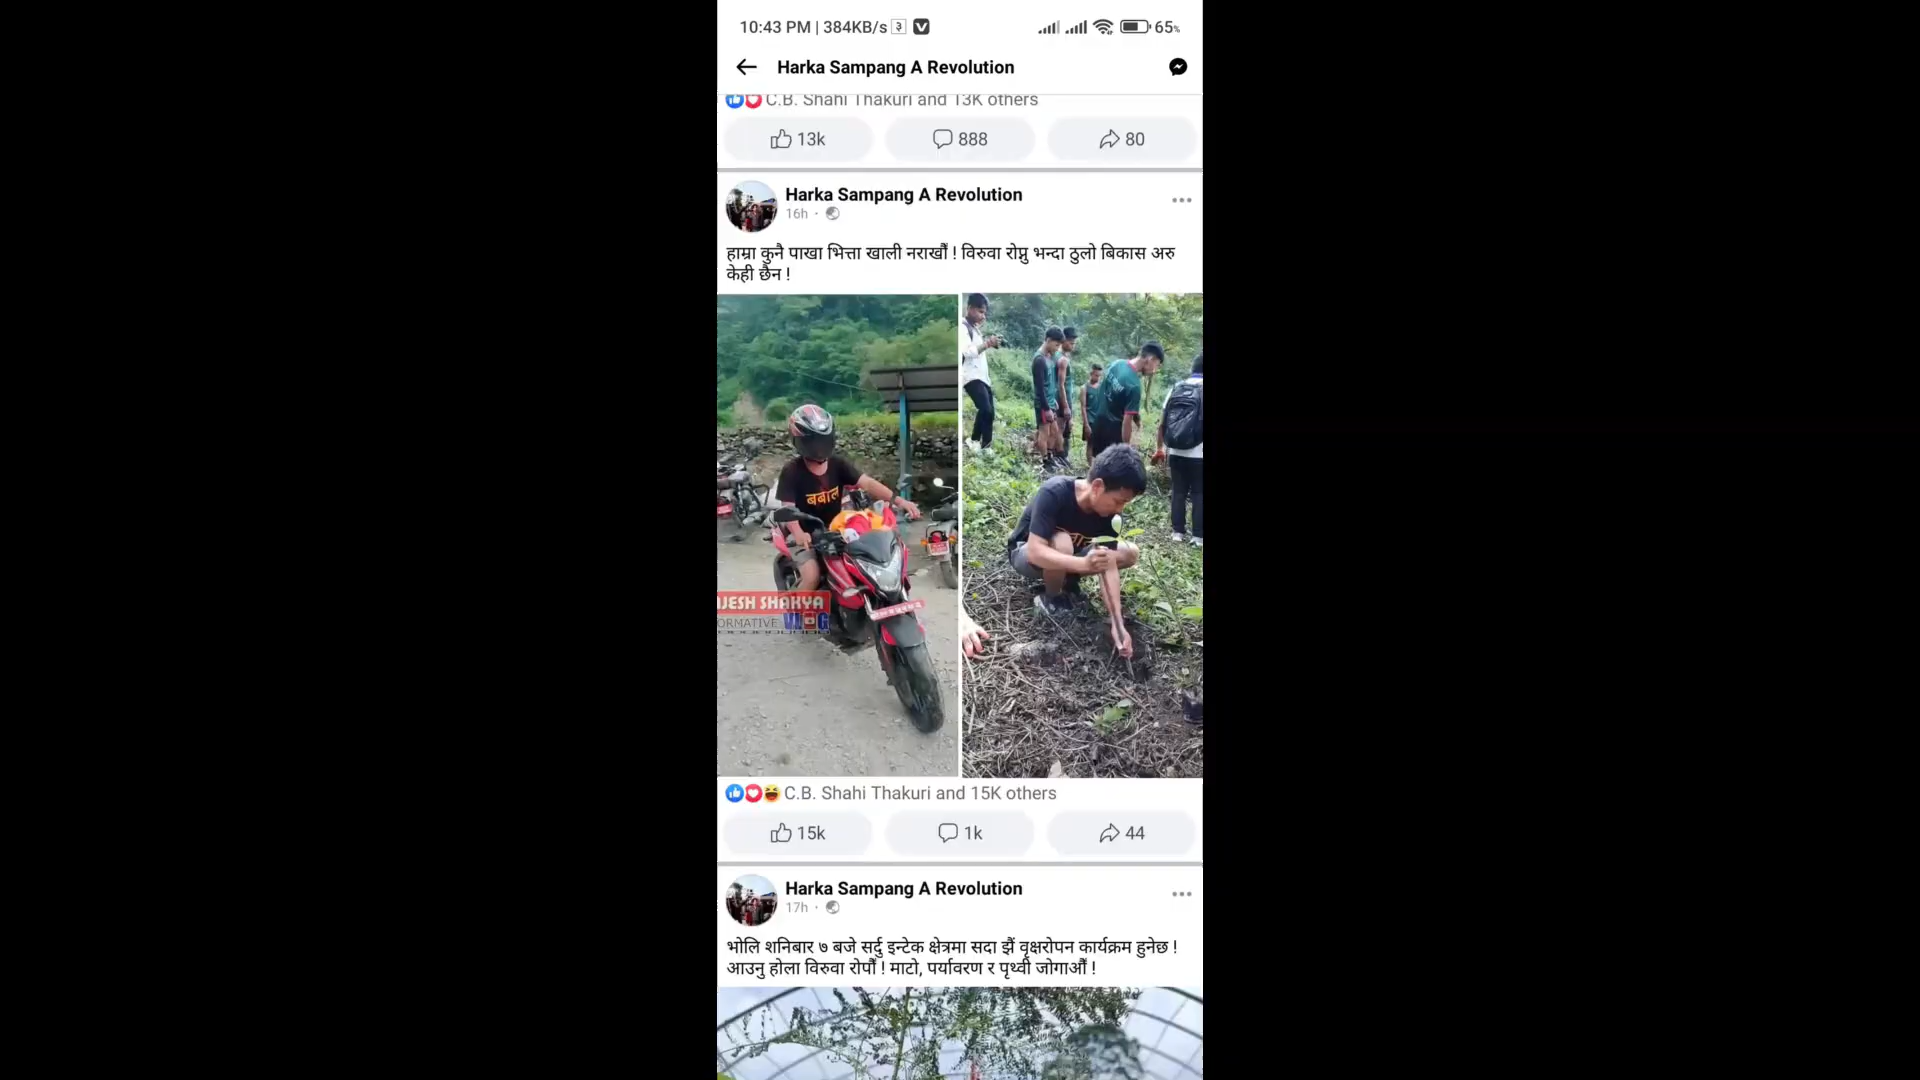 10:43 PM | 384KB/s ३ V 65%
Harka Sampang A Revolution
C.B. Shahi Thakuri and 13K others
13k 888 80
Harka Sampang A Revolution
16h ·
हाम्रा कुनै पाखा भित्ता खाली नराखौं ! विरुवा रोप्नु भन्दा ठुलो बिकास अरु
केही छैन !
बबाल
JESH SHAKYA
ORMATIVE VLOG
C.B. Shahi Thakuri and 15K others
15k 1k 44
Harka Sampang A Revolution
17h ·
भोलि शनिबार ७ बजे सर्दु इन्टेक क्षेत्रमा सदा झैं वृक्षरोपन कार्यक्रम हुनेछ !
आउनु होला विरुवा रोपौं ! माटो, पर्यावरण र पृथ्वी जोगाऔं !